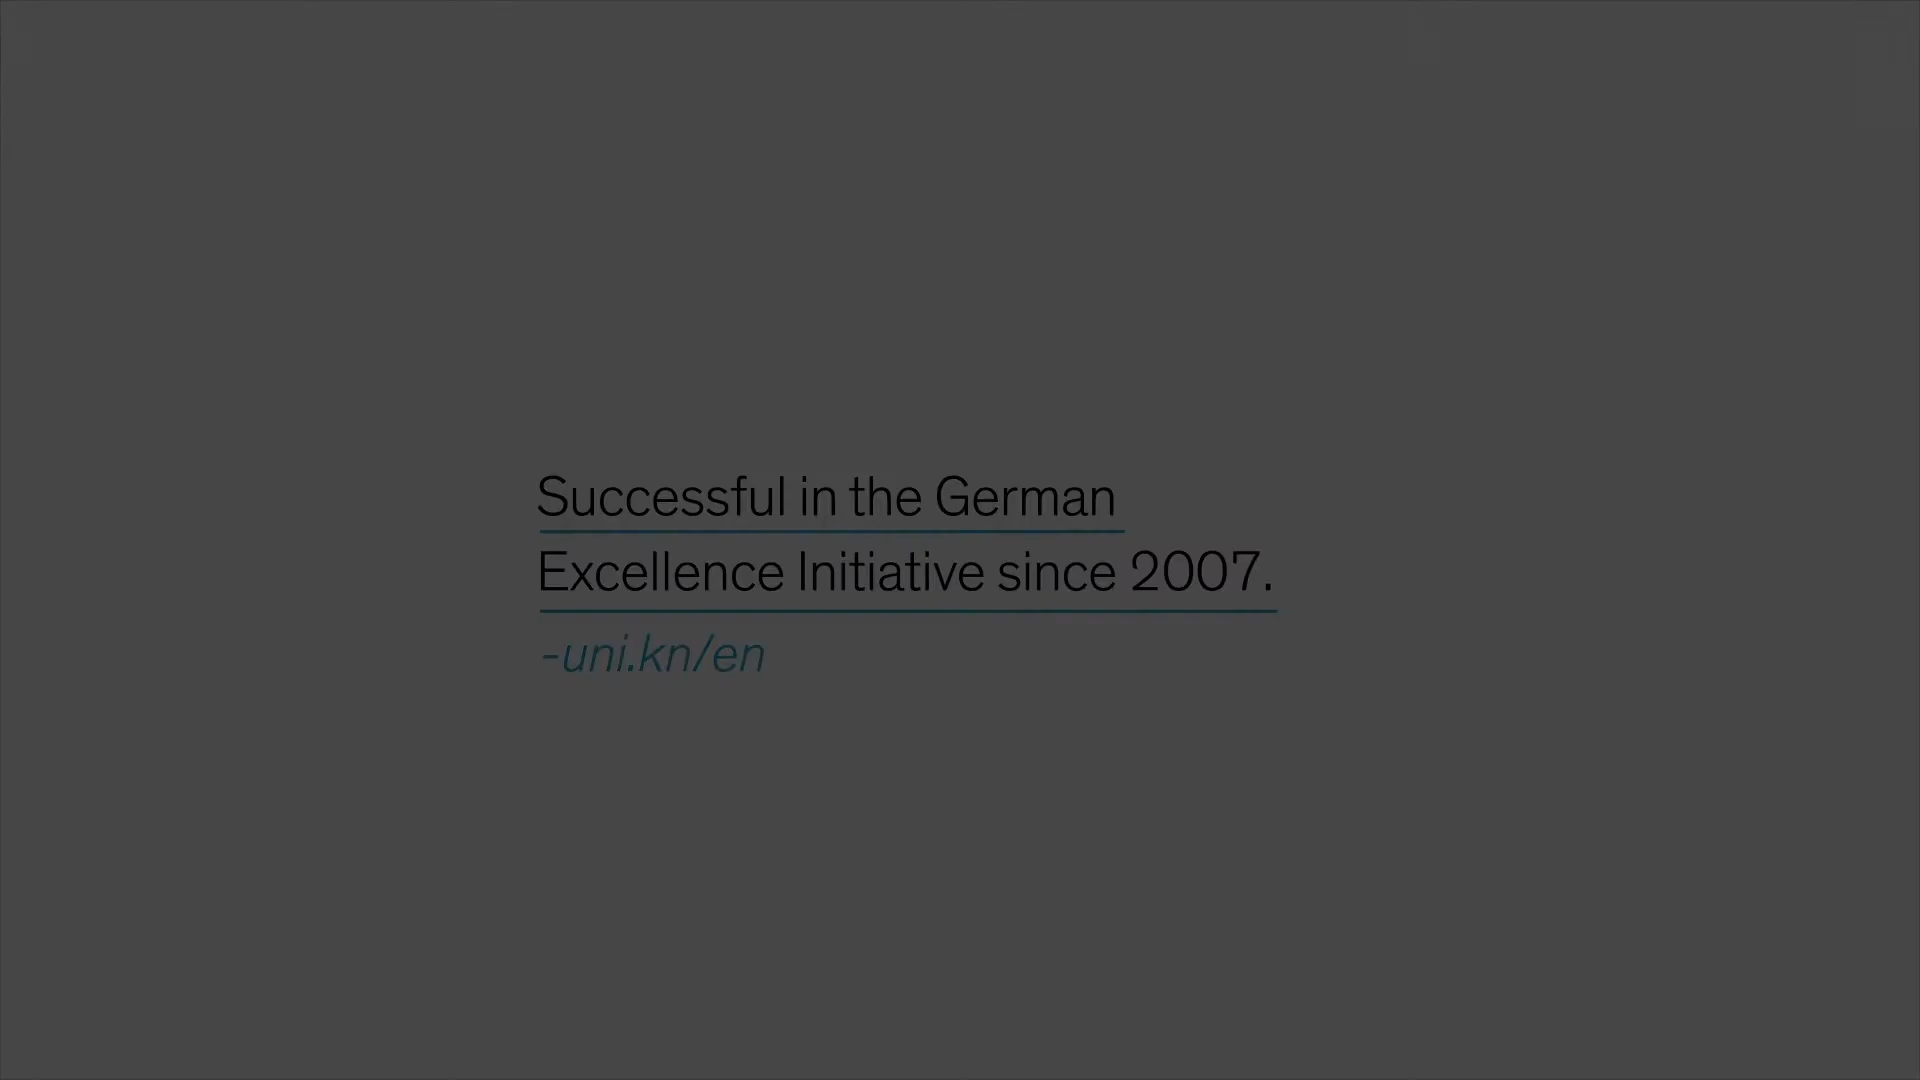 Successful in the German
Excellence Initiative since 2007.
-uni.kn/en